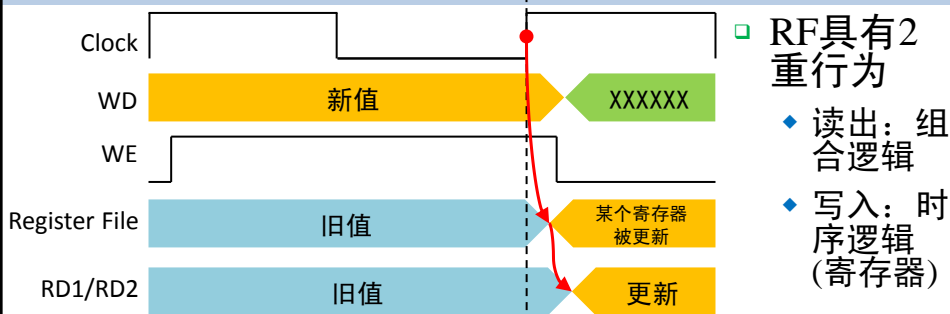 Clock
WD
新值
XXXXXX
WE
Register File
旧值
某个寄存器
被更新
RD1/RD2
旧值
更新
RF具有2
重行为
读出：组
合逻辑
写入：时
序逻辑
(寄存器)